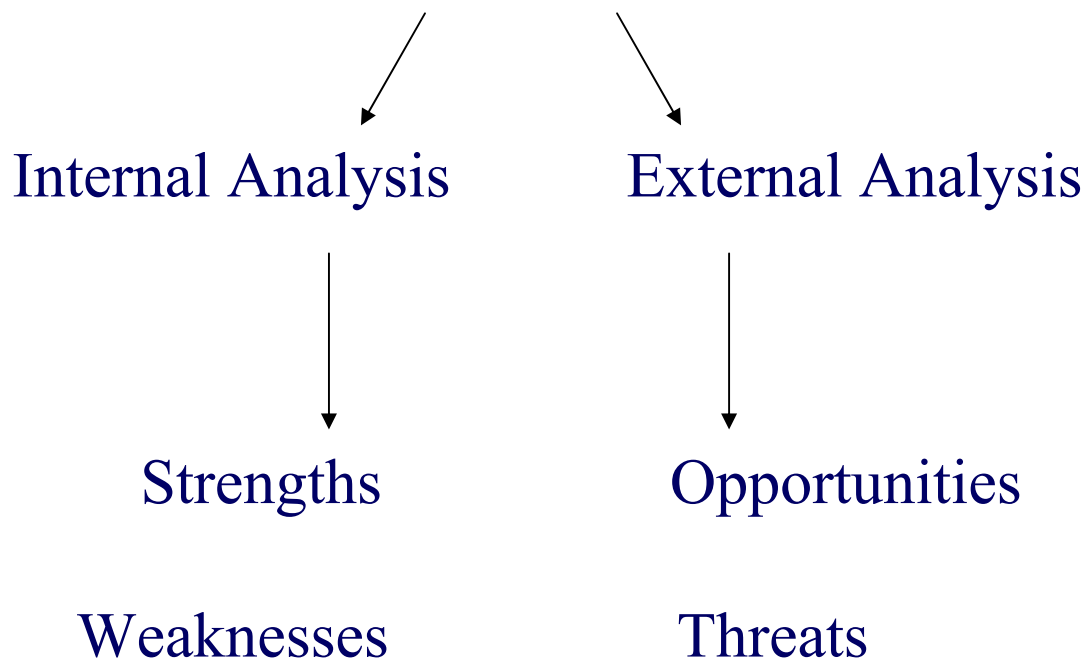 Internal Analysis
External Analysis
Strengths
Opportunities
Weaknesses
Threats